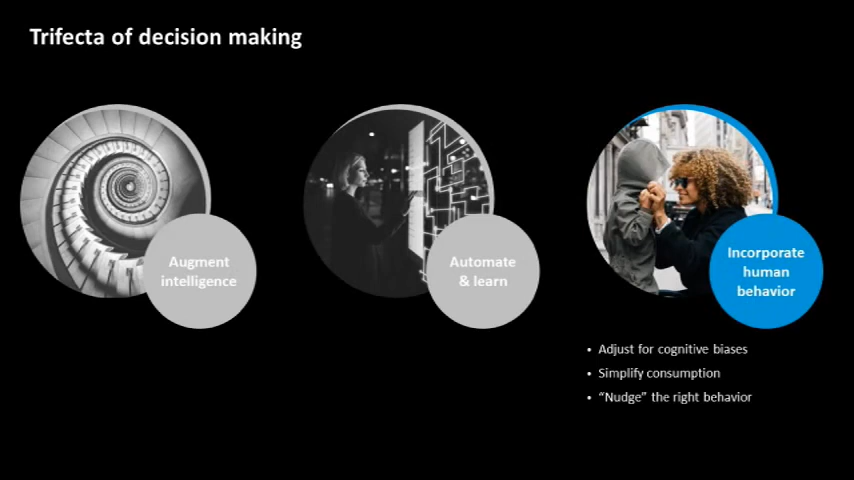 Trifecta of decision making
Augment
intelligence
Automate
& learn
Incorporate
human
behavior
• Adjust for cognitive biases
• Simplify consumption
• “Nudge” the right behavior